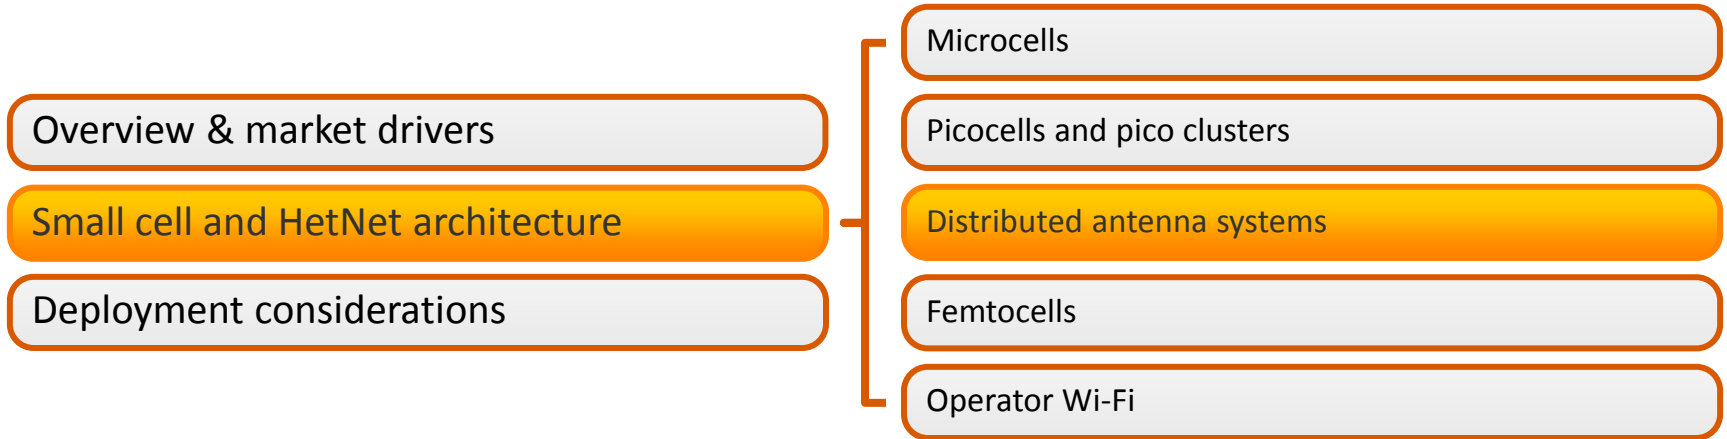 Overview & market drivers
Small cell and HetNet architecture
Deployment considerations
Microcells
Picocells and pico clusters
Distributed antenna systems
Femtocells
Operator Wi-Fi